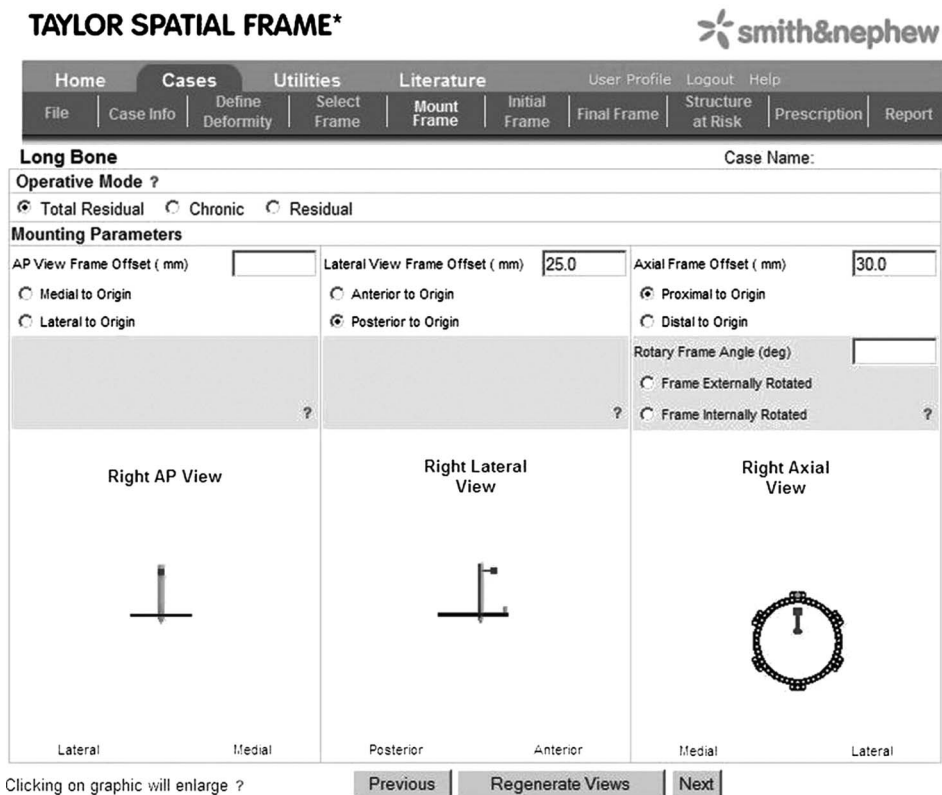 TAYLOR SPATIAL FRAME*
smith&nephew
Home Cases Utilities Literature User Profile Logout Help
File Case Info Define Deformity Select Frame Mount Frame Initial Frame Final Frame Structure at Risk Prescription Report
Long Bone Case Name:
Operative Mode ?
Total Residual Chronic Residual
Mounting Parameters
AP View Frame Offset ( mm) Lateral View Frame Offset ( mm) 25.0 Axial Frame Offset ( mm) 30.0
Medial to Origin Anterior to Origin Proximal to Origin
Lateral to Origin Posterior to Origin Distal to Origin
Rotary Frame Angle (deg)
Frame Externally Rotated
? ? Frame Internally Rotated ?
Right AP View
Right Lateral
View
Right Axial
View
Lateral Medial Posterior Anterior Medial Lateral
Clicking on graphic will enlarge ? Previous Regenerate Views Next